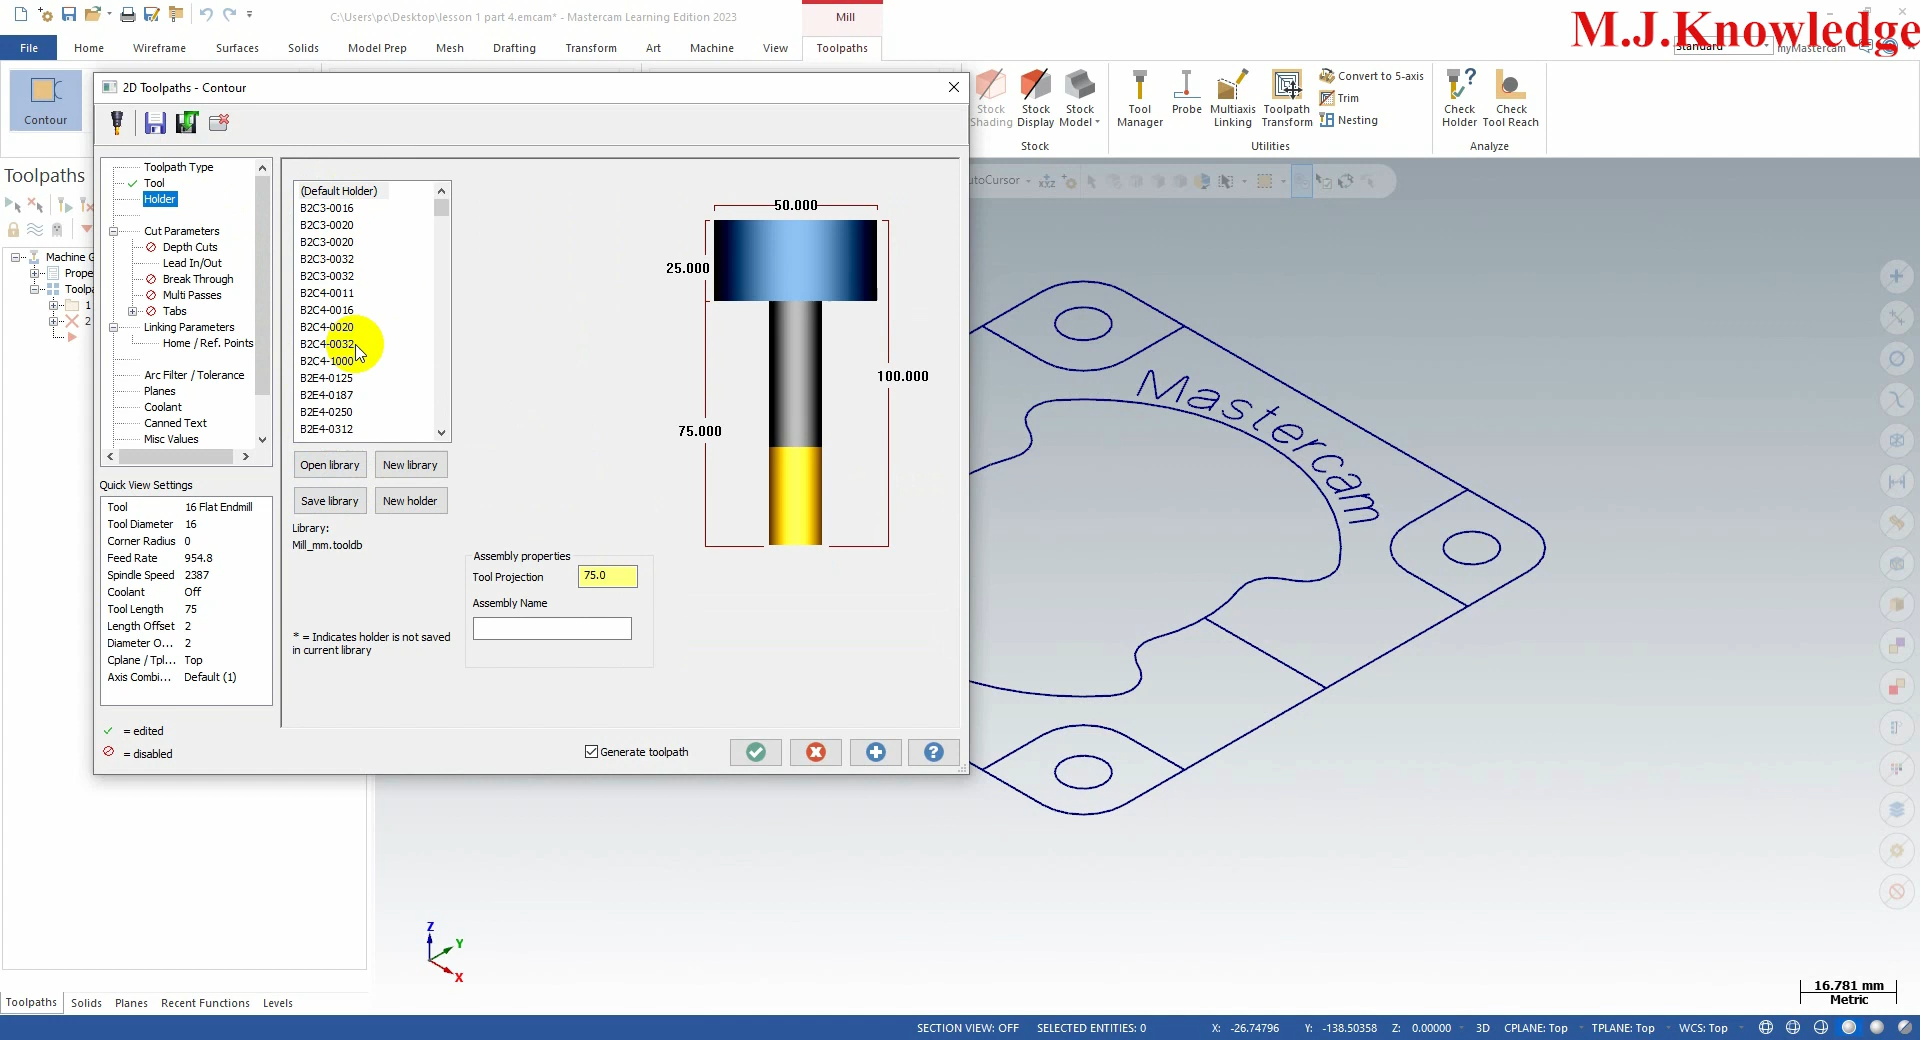 C:\Users\pc\Desktop\lesson 1 part 4.emcam* - Mastercam Learning Edition 2023
Mill
M.J.Knowledge
File
Home
Wireframe
Surfaces
Solids
Model Prep
Mesh
Drafting
Transform
Art
Machine
View
Toolpaths
Standard
myMastercam
Contour
Stock Shading
Stock Display
Stock Model
Stock
Tool Manager
Probe
Multiaxis Linking
Toolpath Transform
Convert to 5-axis
Trim
Nesting
Utilities
Check Holder
Check Tool Reach
Analyze
2D Toolpaths - Contour
Toolpaths
Machine G
Prope
Toolpa
1
2
Toolpath Type
Tool
Holder
Cut Parameters
Depth Cuts
Lead In/Out
Break Through
Multi Passes
Tabs
Linking Parameters
Home / Ref. Points
Arc Filter / Tolerance
Planes
Coolant
Canned Text
Misc Values
Quick View Settings
Tool 16 Flat Endmill
Tool Diameter 16
Corner Radius 0
Feed Rate 954.8
Spindle Speed 2387
Coolant Off
Tool Length 75
Length Offset 2
Diameter O... 2
Cplane / Tpl... Top
Axis Combi... Default (1)
= edited
= disabled
(Default Holder)
B2C3-0016
B2C3-0020
B2C3-0020
B2C3-0032
B2C3-0032
B2C4-0011
B2C4-0016
B2C4-0020
B2C4-0032
B2C4-1000
B2E4-0125
B2E4-0187
B2E4-0250
B2E4-0312
Open library
New library
Save library
New holder
Library:
Mill_mm.tooldb
* = Indicates holder is not saved
in current library
Assembly properties
Tool Projection 75.0
Assembly Name
50.000
25.000
100.000
75.000
Generate toolpath
utoCursor
Mastercam
Z
Y
X
16.781 mm
Metric
Toolpaths
Solids
Planes
Recent Functions
Levels
SECTION VIEW: OFF
SELECTED ENTITIES: 0
X: -26.74796
Y: -138.50358
Z: 0.00000
3D
CPLANE: Top
TPLANE: Top
WCS: Top